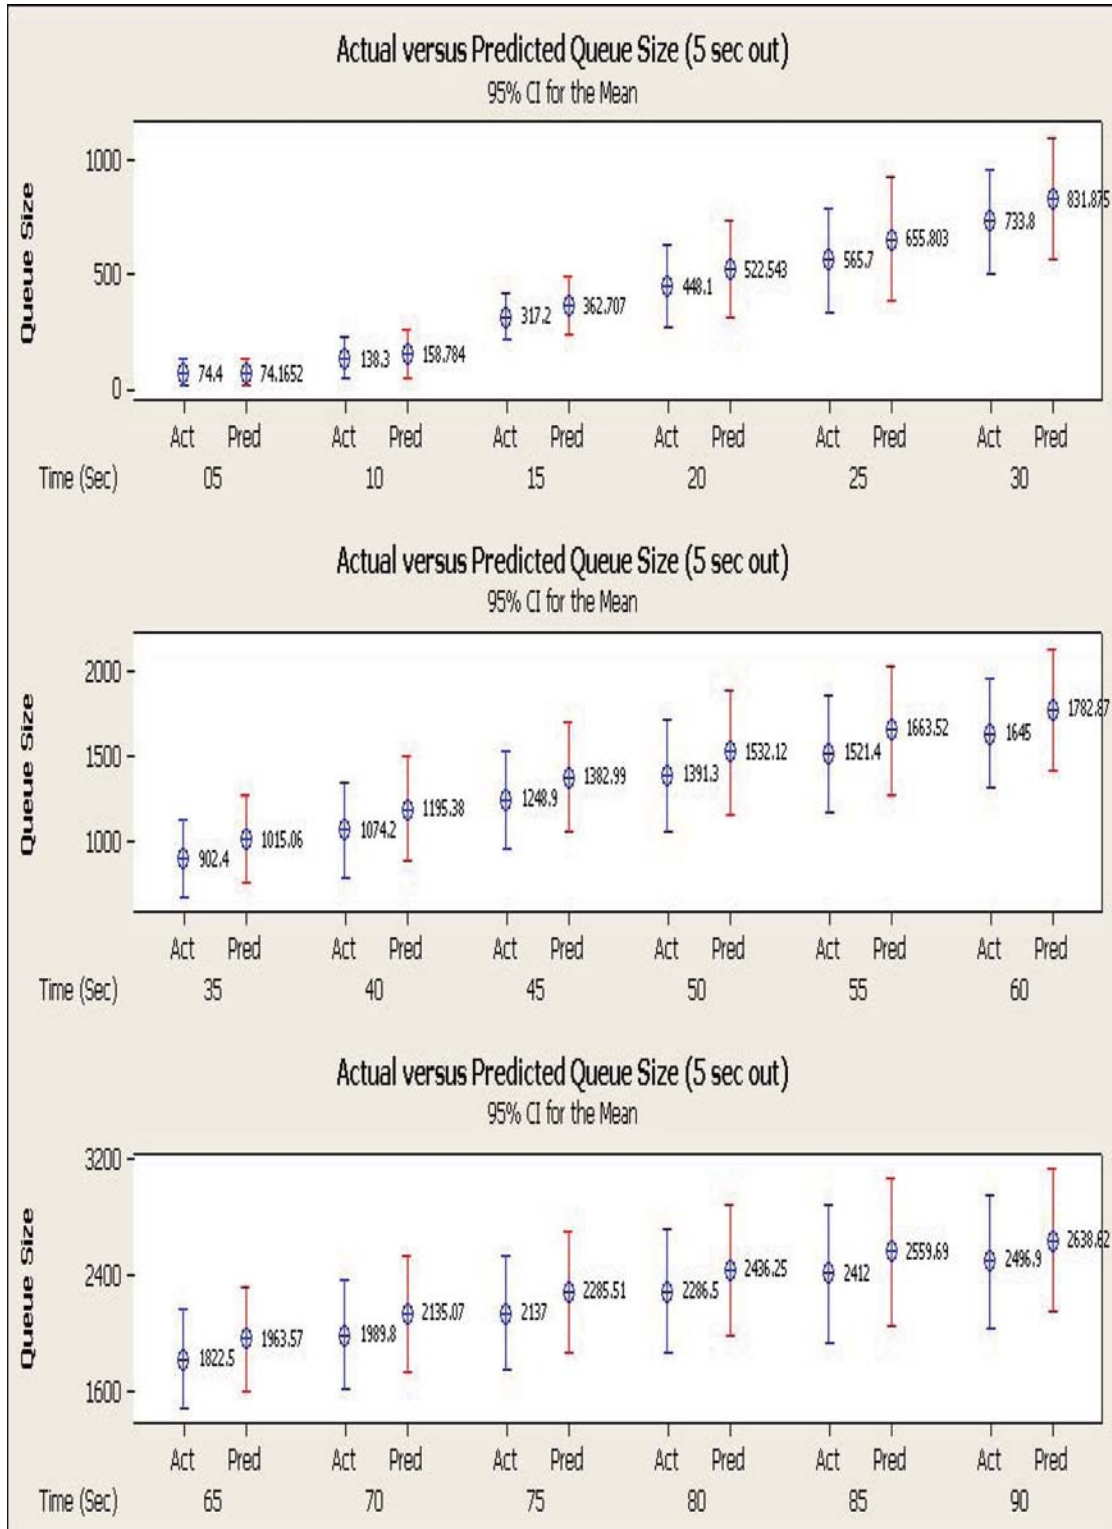 Actual versus Predicted Queue Size (5 sec out)
95% CI for the Mean
Queue Size
1000
500
0
74.4 74.1652 138.3 158.784 317.2 362.707 448.1 522.543 565.7 655.803 733.8 831.875
Act Pred Act Pred Act Pred Act Pred Act Pred Act Pred
Time (Sec) 05 10 15 20 25 30
Actual versus Predicted Queue Size (5 sec out)
95% CI for the Mean
Queue Size
2000
1500
1000
902.4 1015.06 1074.2 1195.38 1248.9 1382.99 1391.3 1532.12 1521.4 1663.52 1645 1782.87
Act Pred Act Pred Act Pred Act Pred Act Pred Act Pred
Time (Sec) 35 40 45 50 55 60
Actual versus Predicted Queue Size (5 sec out)
95% CI for the Mean
Queue Size
3200
2400
1600
1822.5 1963.57 1989.8 2135.07 2137 2285.51 2286.5 2436.25 2412 2559.69 2496.9 2638.62
Act Pred Act Pred Act Pred Act Pred Act Pred Act Pred
Time (Sec) 65 70 75 80 85 90